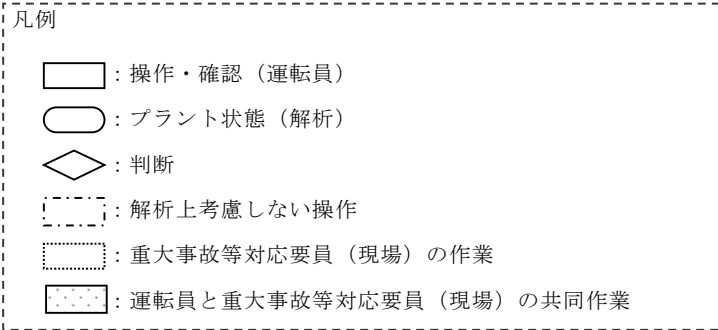 凡例
：操作・確認（運転員）
：プラント状態（解析）
：判断
：解析上考慮しない操作
：重大事故等対応要員（現場）の作業
：運転員と重大事故等対応要員（現場）の共同作業